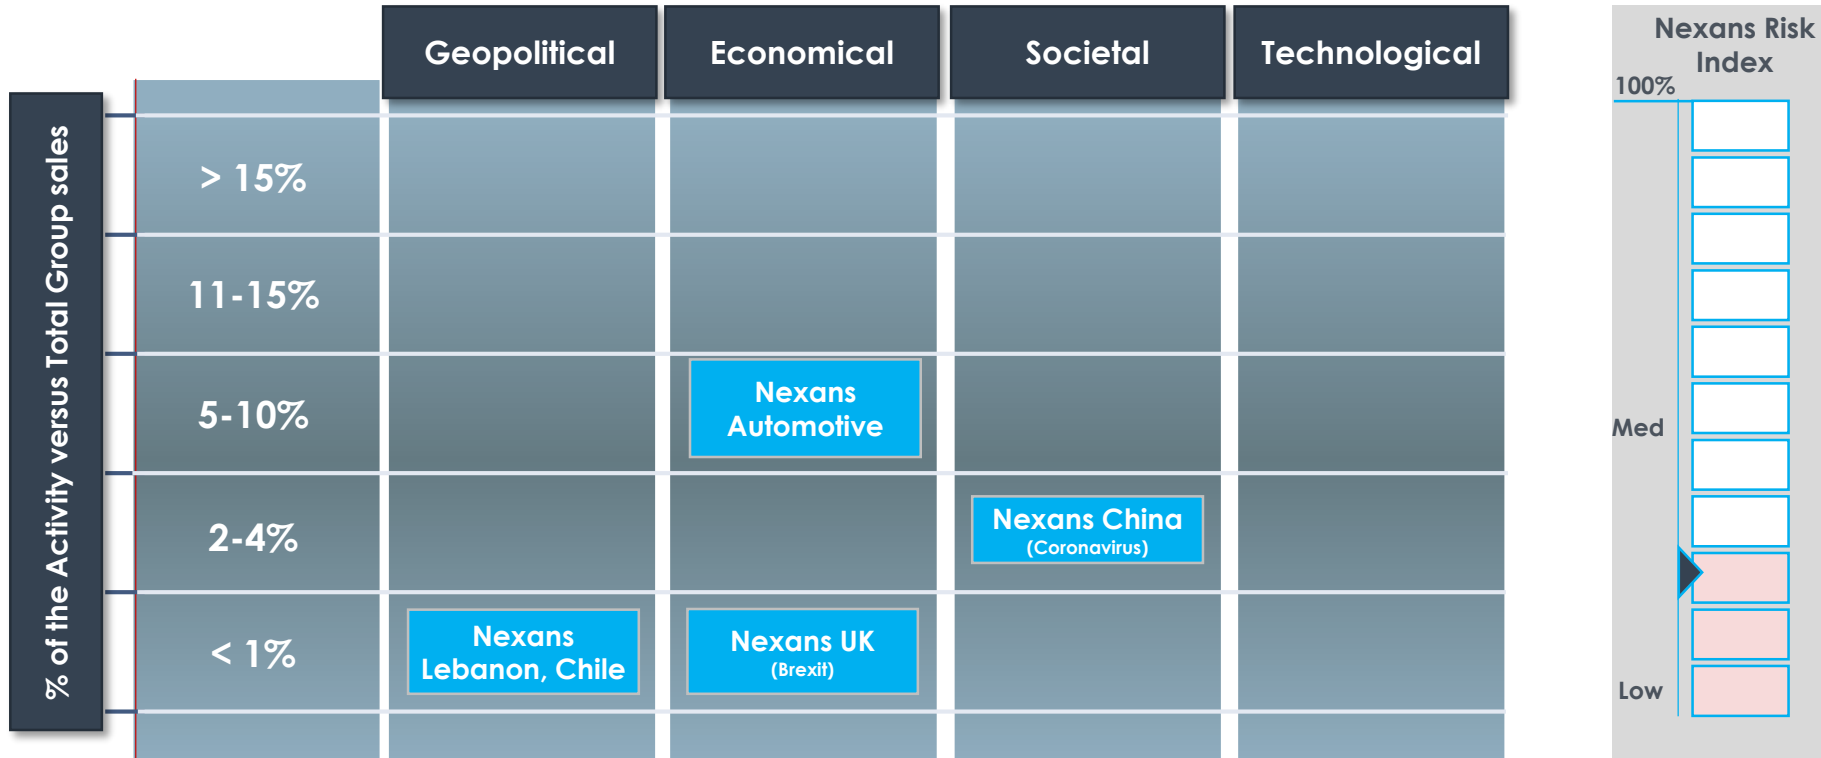 Geopolitical
Economical
Societal
Technological
Nexans Risk
Index
100%
% of the Activity versus Total Group sales
> 15%
11-15%
5-10%
Nexans
Automotive
Med
2-4%
Nexans China
(Coronavirus)
< 1%
Nexans
Lebanon, Chile
Nexans UK
(Brexit)
Low